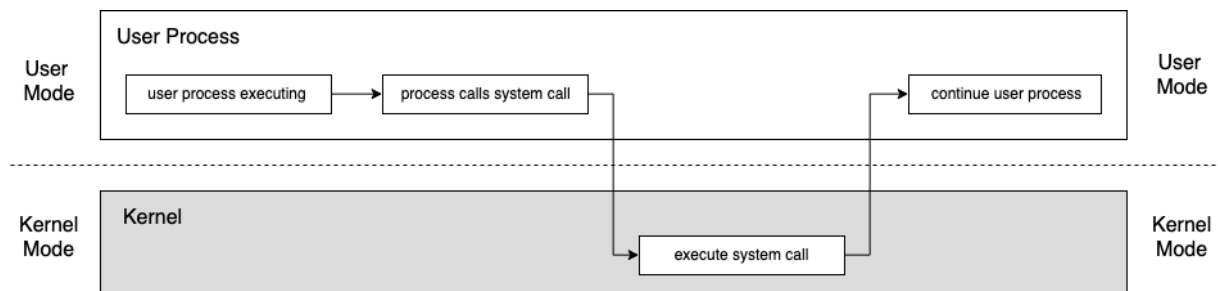 User Process
User
Mode
user process executing
process calls system call
continue user process
User
Mode
Kernel
Mode
Kernel
execute system call
Kernel
Mode